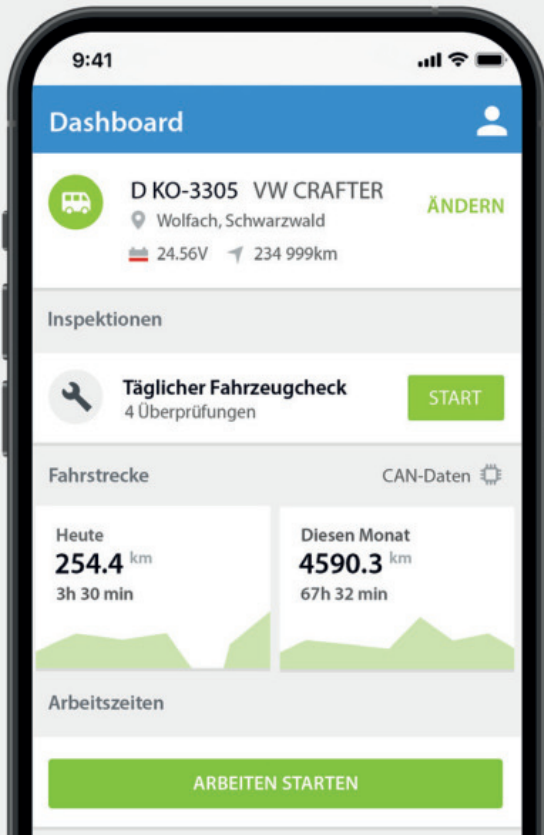 9:41
Dashboard
D KO-3305 VW CRAFTER
ÄNDERN
Wolfach, Schwarzwald
24.56V 234 999km
Inspektionen
Täglicher Fahrzeugcheck
4 Überprüfungen
START
Fahrstrecke
CAN-Daten
Heute
254.4 km
3h 30 min
Diesen Monat
4590.3 km
67h 32 min
Arbeitszeiten
ARBEITEN STARTEN